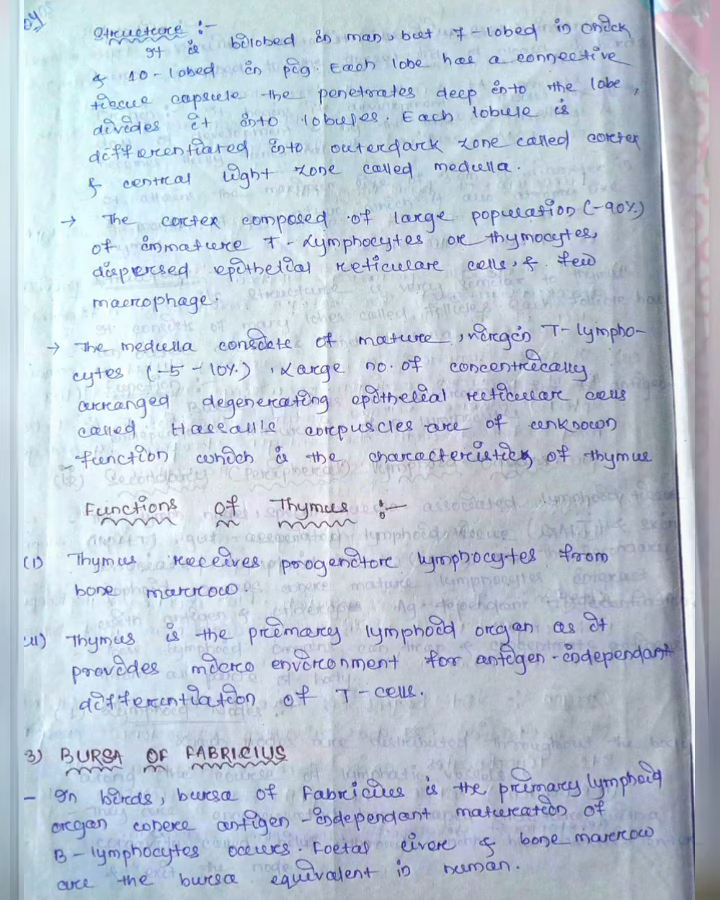 Structure :-
It is bilobed in man, but 7-lobed in chick
& 10-lobed in pig. Each lobe has a connective
tissue capsule the penetrates deep into the lobe,
divides it into lobules. Each lobule is
differentiated into outerdark zone called cortex
& central light zone called medulla.
→ The cortex composed of large population (~90%)
of immature T-Lymphocytes or thymocytes,
dispersed epithelial reticulare cells, & few
macrophage.
→ The medulla consists of mature, virgin T-lympho-
cytes (~5-10%). Large no. of concentrically
arranged degenerating epithelial reticular cells
called Hassalls corpuscles are of unknown
function which is the characteristics of thymus
Functions of Thymus :-
(i) Thymus receives progenitor lymphocytes from
bone marrow.
(ii) Thymus is the primary lymphoid organ as it
provides micro environment for antigen-independant
differentiation of T-cells.
3) BURSA OF FABRICIUS
- In birds, bursa of Fabricius is the primary lymphoid
organ where antigen-independant maturation of
B-lymphocytes occurs. Foetal liver & bone marrow
are the bursa equivalent in human.